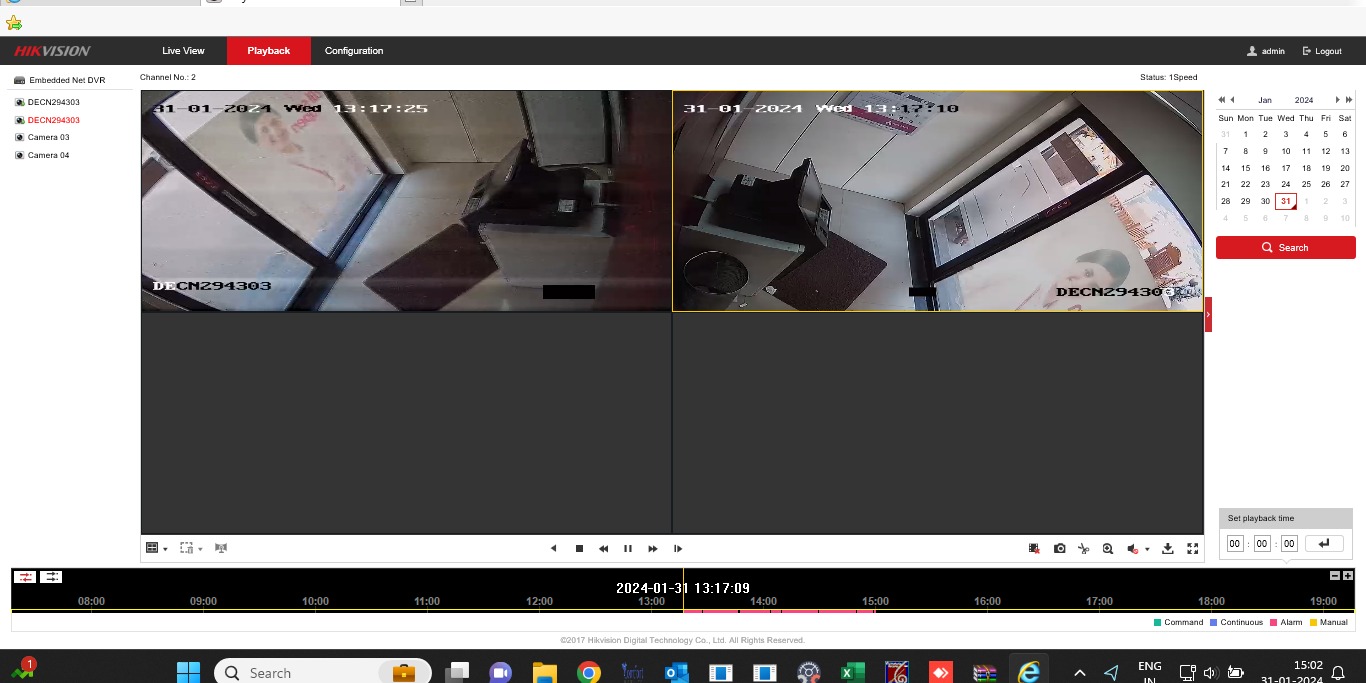 HIKVISION
Live View
Playback
Configuration
admin
Logout
Embedded Net DVR
DECN294303
DECN294303
Camera 03
Camera 04
Channel No.: 2
Status: 1Speed
31-01-2024 Wed 13:17:25
DECN294303
31-01-2024 Wed 13:17:10
DECN294303
Jan 2024
Sun Mon Tue Wed Thu Fri Sat
31 1 2 3 4 5 6
7 8 9 10 11 12 13
14 15 16 17 18 19 20
21 22 23 24 25 26 27
28 29 30 31 1 2 3
4 5 6 7 8 9 10
Search
Set playback time
00 : 00 : 00
2024-01-31 13:17:09
08:00 09:00 10:00 11:00 12:00 13:00 14:00 15:00 16:00 17:00 18:00 19:00
Command Continuous Alarm Manual
©2017 Hikvision Digital Technology Co., Ltd. All Rights Reserved.
1
Search
ENG
IN
15:02
31-01-2024